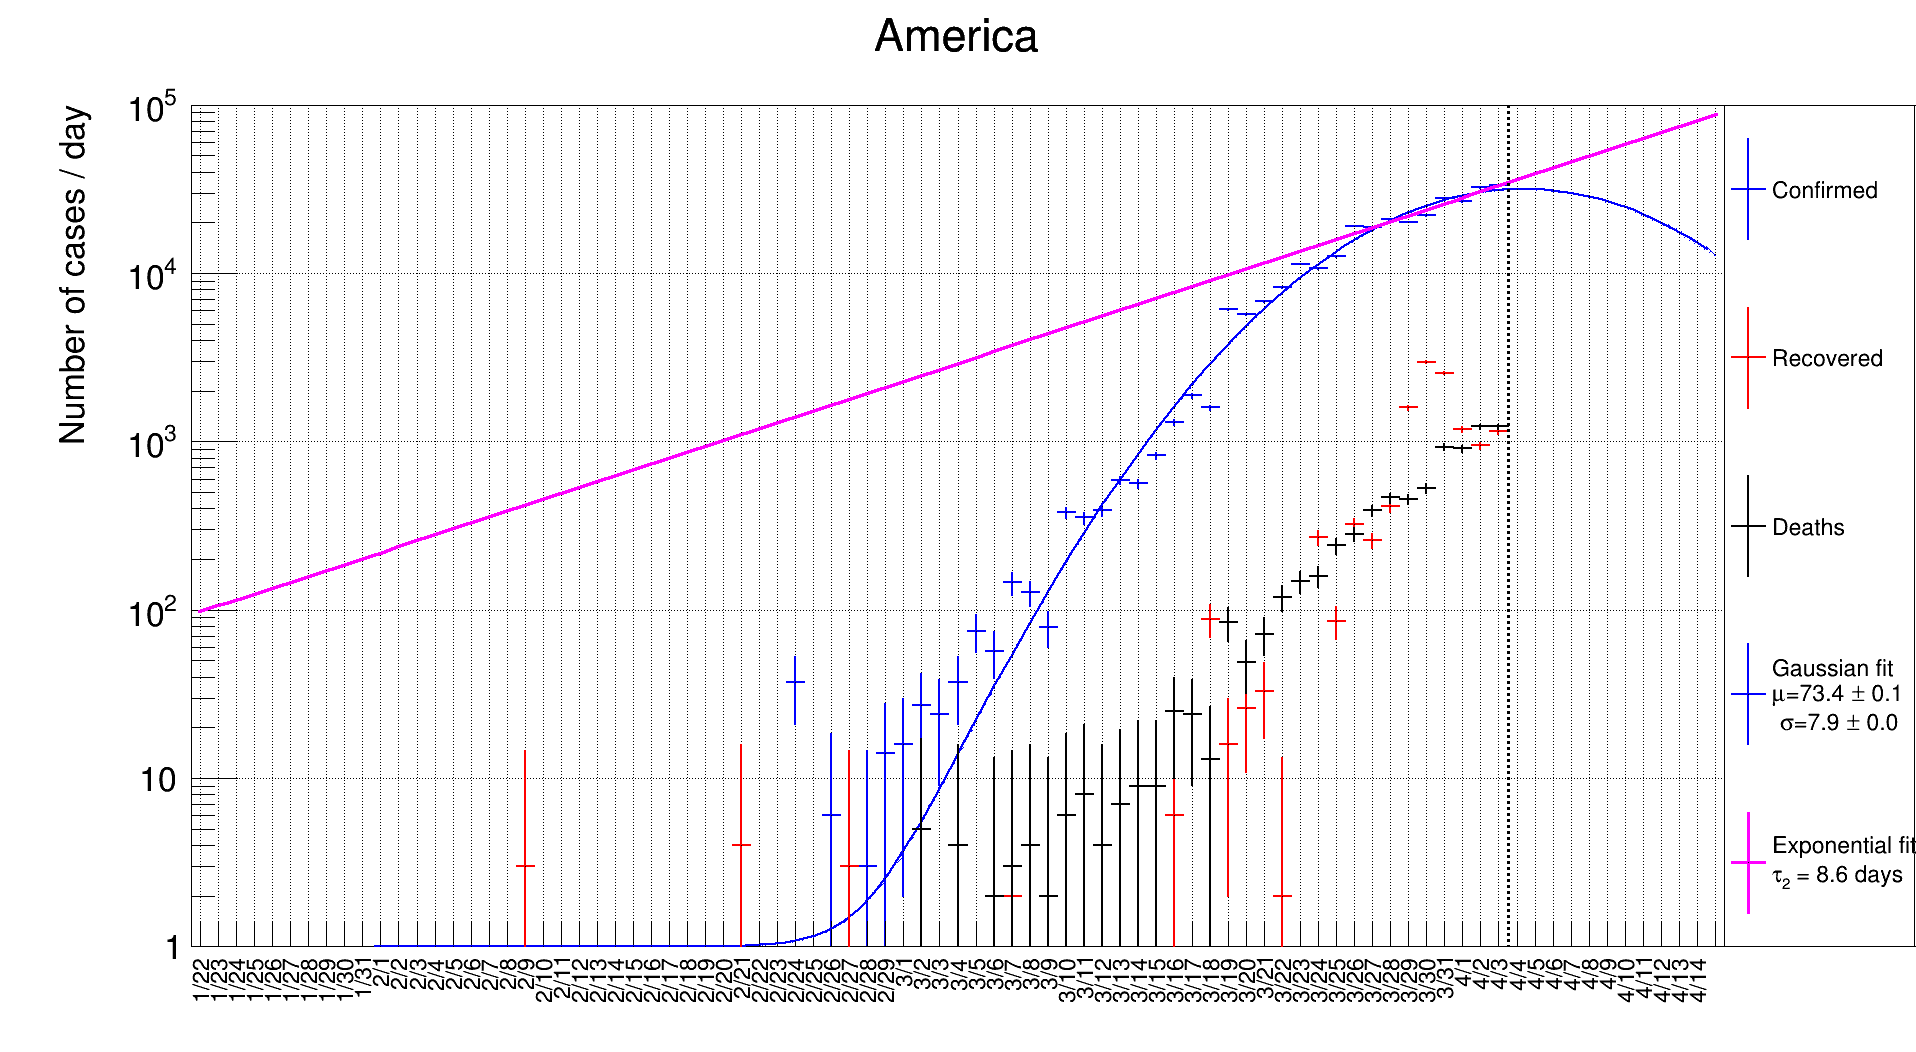 America
Number of cases / day
10⁵
10⁴
10³
10²
10
1
1/22 1/23 1/24 1/25 1/26 1/27 1/28 1/29 1/30 1/31 2/1 2/2 2/3 2/4 2/5 2/6 2/7 2/8 2/9 2/10 2/11 2/12 2/13 2/14 2/15 2/16 2/17 2/18 2/19 2/20 2/21 2/22 2/23 2/24 2/25 2/26 2/27 2/28 2/29 3/1 3/2 3/3 3/4 3/5 3/6 3/7 3/8 3/9 3/10 3/11 3/12 3/13 3/14 3/15 3/16 3/17 3/18 3/19 3/20 3/21 3/22 3/23 3/24 3/25 3/26 3/27 3/28 3/29 3/30 3/31 4/1 4/2 4/3 4/4 4/5 4/6 4/7 4/8 4/9 4/10 4/11 4/12 4/13 4/14
Confirmed
Recovered
Deaths
Gaussian fit
μ=73.4 ± 0.1
σ=7.9 ± 0.0
Exponential fit
τ₂ = 8.6 days